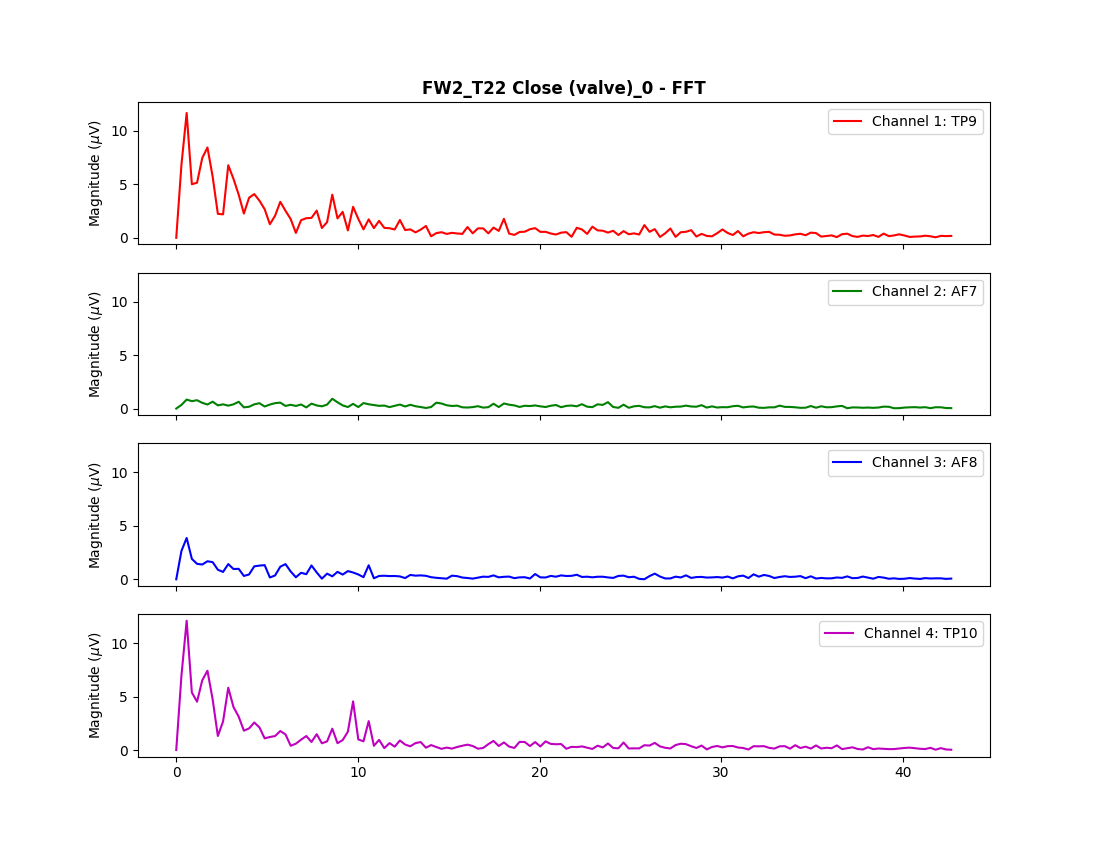 FW2_T22 Close (valve)_0 - FFT
Magnitude (μV)
10
5
0
Channel 1: TP9
Magnitude (μV)
10
5
0
Channel 2: AF7
Magnitude (μV)
10
5
0
Channel 3: AF8
Magnitude (μV)
10
5
0
Channel 4: TP10
0 10 20 30 40